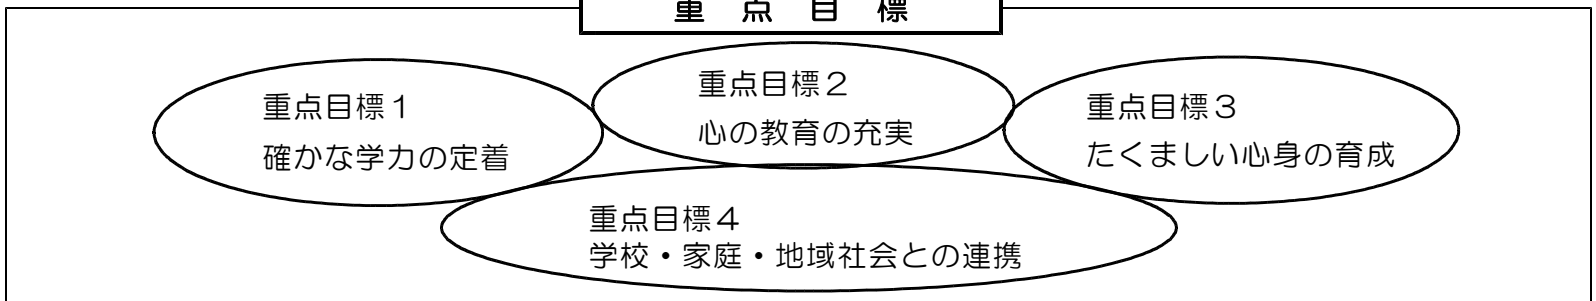 重 点 目 標
重点目標１
確かな学力の定着
重点目標２
心の教育の充実
重点目標３
たくましい心身の育成
重点目標４
学校・家庭・地域社会との連携